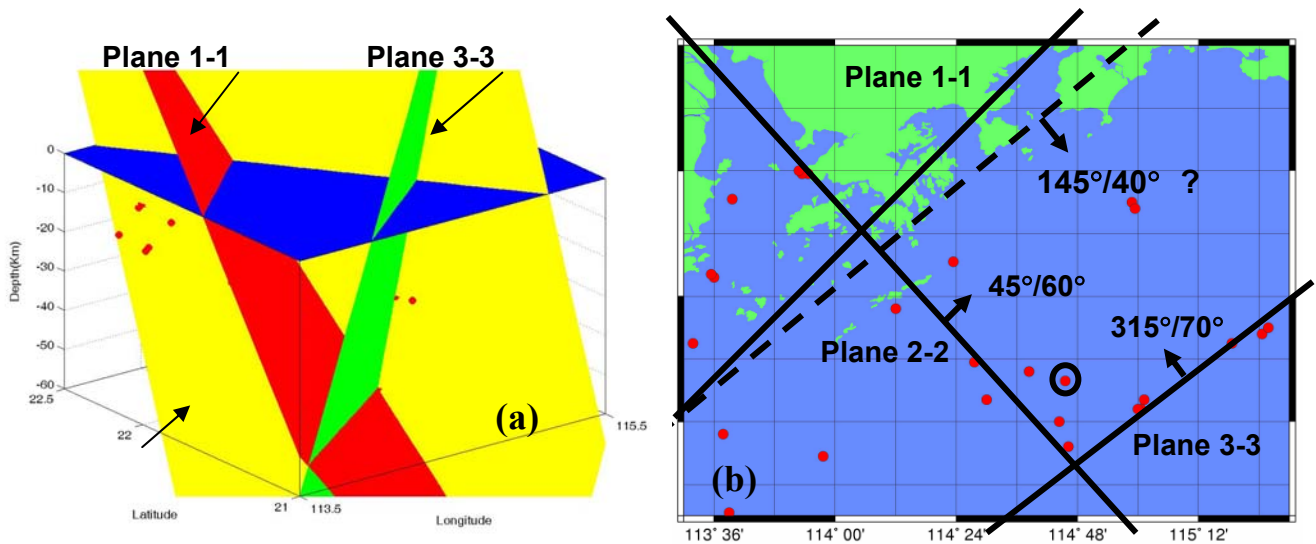 Plane 1-1
Plane 3-3
0
-10
-20
-30
-40
-50
-60
Depth(Km)
22.5
22
21
113.5
115.5
Latitude
Longitude
(a)
Plane 1-1
145°/40° ?
45°/60°
Plane 2-2
315°/70°
Plane 3-3
(b)
113° 36'
114° 00'
114° 24'
114° 48'
115° 12'